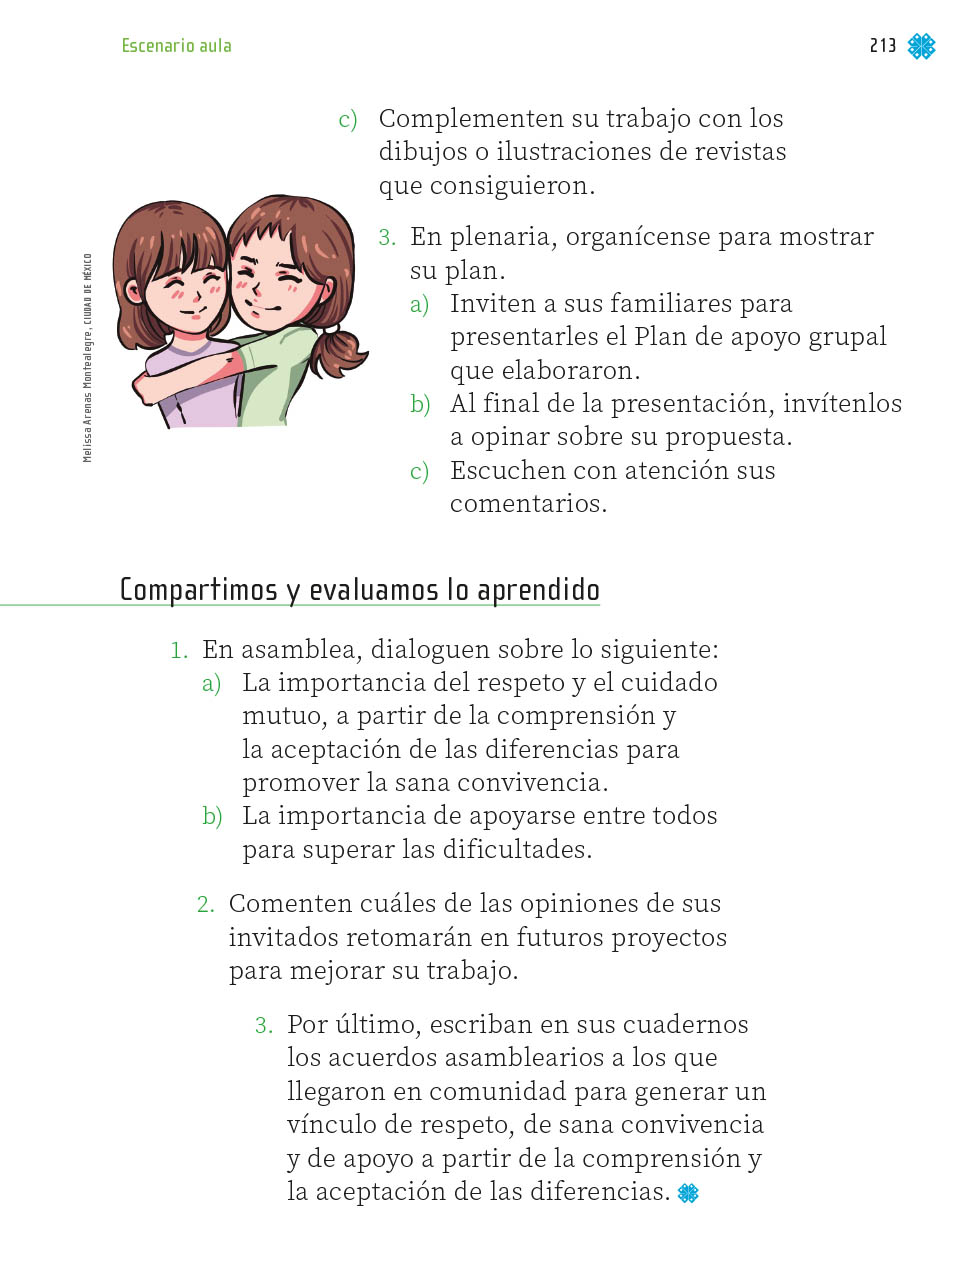 Escenario aula
213
c) Complementen su trabajo con los
dibujos o ilustraciones de revistas
que consiguieron.
3. En plenaria, organícense para mostrar
su plan.
a) Inviten a sus familiares para
presentarles el Plan de apoyo grupal
que elaboraron.
b) Al final de la presentación, invítenlos
a opinar sobre su propuesta.
c) Escuchen con atención sus
comentarios.
Melissa Arenas Montealegre, CIUDAD DE MÉXICO
Compartimos y evaluamos lo aprendido
1. En asamblea, dialoguen sobre lo siguiente:
a) La importancia del respeto y el cuidado
mutuo, a partir de la comprensión y
la aceptación de las diferencias para
promover la sana convivencia.
b) La importancia de apoyarse entre todos
para superar las dificultades.
2. Comenten cuáles de las opiniones de sus
invitados retomarán en futuros proyectos
para mejorar su trabajo.
3. Por último, escriban en sus cuadernos
los acuerdos asamblearios a los que
llegaron en comunidad para generar un
vínculo de respeto, de sana convivencia
y de apoyo a partir de la comprensión y
la aceptación de las diferencias.